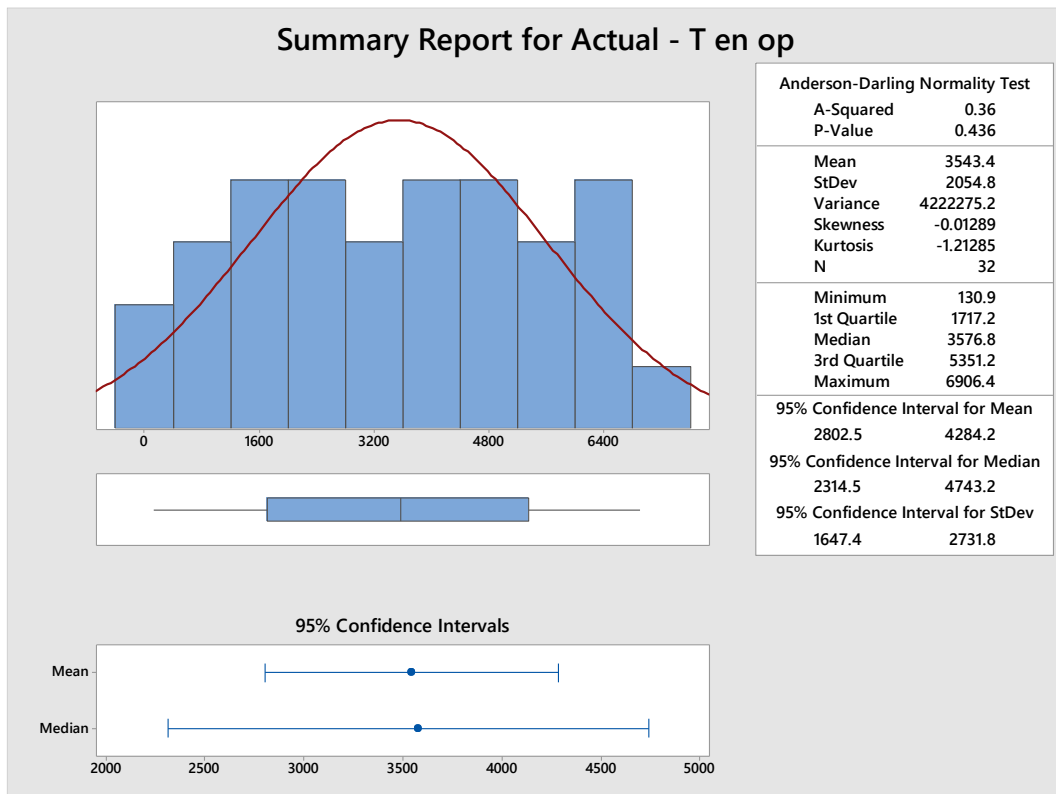 Summary Report for Actual - T en op
Anderson-Darling Normality Test
A-Squared 0.36
P-Value 0.436
Mean 3543.4
StDev 2054.8
Variance 4222275.2
Skewness -0.01289
Kurtosis -1.21285
N 32
Minimum 130.9
1st Quartile 1717.2
Median 3576.8
3rd Quartile 5351.2
Maximum 6906.4
95% Confidence Interval for Mean
2802.5 4284.2
95% Confidence Interval for Median
2314.5 4743.2
95% Confidence Interval for StDev
1647.4 2731.8
0 1600 3200 4800 6400
95% Confidence Intervals
Mean
Median
2000 2500 3000 3500 4000 4500 5000